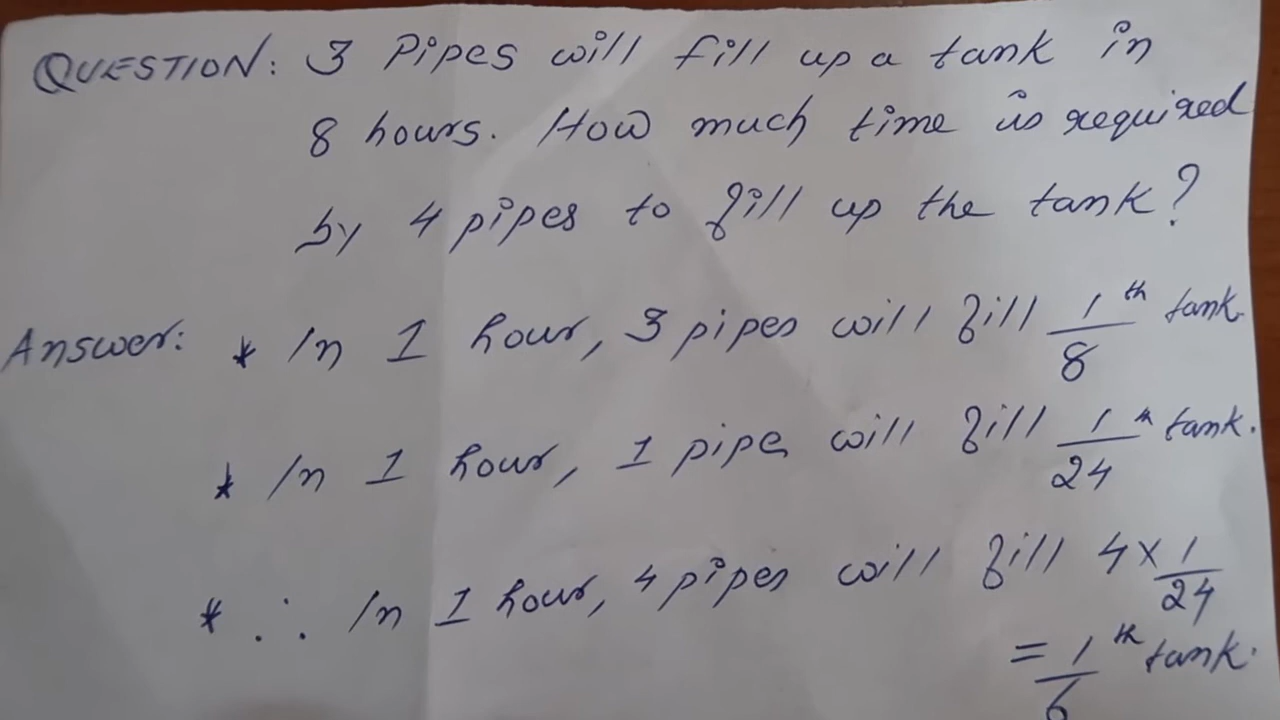 QUESTION: 3 Pipes will fill up a tank in
8 hours. How much time is required
by 4 pipes to fill up the tank?
Answer: * In 1 hour, 3 pipes will fill 1/8 th tank.
* In 1 hour, 1 pipe will fill 1/24 th tank.
* ∴ In 1 hour, 4 pipes will fill 4 x 1/24
= 1/6 th tank.